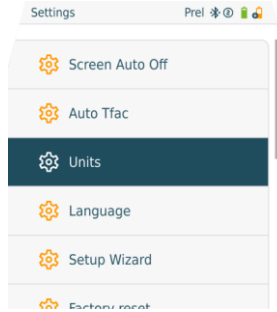 Settings
Prel
Screen Auto Off
Auto Tfac
Units
Language
Setup Wizard
Factory reset